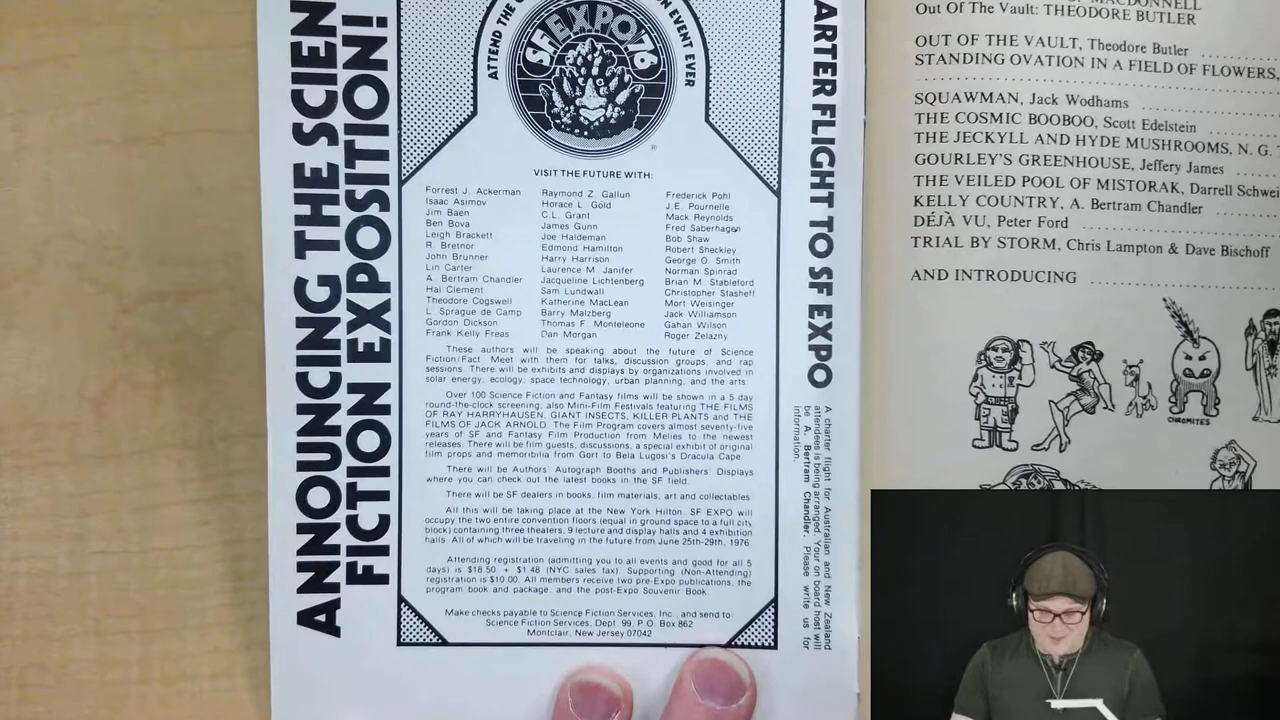 ANNOUNCING THE SCIEN
FICTION EXPOSITION!
ATTEND THE
N EVENT EVER
SFEXPO'76
®
VISIT THE FUTURE WITH:
Forrest J. Ackerman
Isaac Asimov
Jim Baen
Ben Bova
Leigh Brackett
R. Bretnor
John Brunner
Lin Carter
A. Bertram Chandler
Hal Clement
Theodore Cogswell
L. Sprague de Camp
Gordon Dickson
Frank Kelly Freas
Raymond Z. Gallun
Horace L. Gold
C.L. Grant
James Gunn
Joe Haldeman
Edmond Hamilton
Harry Harrison
Laurence M. Janifer
Jacqueline Lichtenberg
Sam Lundwall
Katherine MacLean
Barry Malzberg
Thomas F. Monteleone
Dan Morgan
Frederick Pohl
J.E. Pournelle
Mack Reynolds
Fred Saberhagen
Bob Shaw
Robert Sheckley
George O. Smith
Norman Spinrad
Brian M. Stableford
Christopher Stasheff
Mort Weisinger
Jack Williamson
Gahan Wilson
Roger Zelazny
These authors will be speaking about the future of Science
Fiction/Fact. Meet with them for talks, discussion groups, and rap
sessions. There will be exhibits and displays by organizations involved in
solar energy, ecology, space technology, urban planning, and the arts.
Over 100 Science Fiction and Fantasy films will be shown in a 5 day
round-the-clock screening, also Mini-Film Festivals featuring THE FILMS
OF RAY HARRYHAUSEN, GIANT INSECTS, KILLER PLANTS and THE
FILMS OF JACK ARNOLD. The Film Program covers almost seventy-five
years of SF and Fantasy Film Production from Melies to the newest
releases. There will be film guests, discussions, a special exhibit of original
film props and memoribilia from Gort to Bela Lugosi's Dracula Cape.
There will be Authors' Autograph Booths and Publishers' Displays
where you can check out the latest books in the SF field.
There will be SF dealers in books, film materials, art and collectables.
All this will be taking place at the New York Hilton. SF EXPO will
occupy the two entire convention floors (equal in ground space to a full city
block) containing three theaters, 9 lecture and display halls and 4 exhibition
halls. All of which will be traveling in the future from June 25th-29th, 1976.
Attending registration (admitting you to all events and good for all 5
days) is $18.50 + $1.48 (NYC sales tax). Supporting (Non-Attending)
registration is $10.00. All members receive two pre-Expo publications, the
program book and package, and the post-Expo Souvenir Book.
Make checks payable to Science Fiction Services, Inc., and send to:
Science Fiction Services, Dept. 99, P.O. Box 862
Montclair, New Jersey 07042
ARTER FLIGHT TO SF EXPO
A charter flight for Australian and New Zealand
attendees is being arranged. Your on board host will
be A. Bertram Chandler. Please write us for
information.
MACDONNELL
Out Of The Vault: THEODORE BUTLER
OUT OF THE VAULT, Theodore Butler
STANDING OVATION IN A FIELD OF FLOWERS,
SQUAWMAN, Jack Wodhams
THE COSMIC BOOBOO, Scott Edelstein
THE JECKYLL AND HYDE MUSHROOMS, N. G.
GOURLEY'S GREENHOUSE, Jeffery James
THE VEILED POOL OF MISTORAK, Darrell Schwei
KELLY COUNTRY, A. Bertram Chandler
DÉJÀ VU, Peter Ford
TRIAL BY STORM, Chris Lampton & Dave Bischoff
AND INTRODUCING
CHROMITES